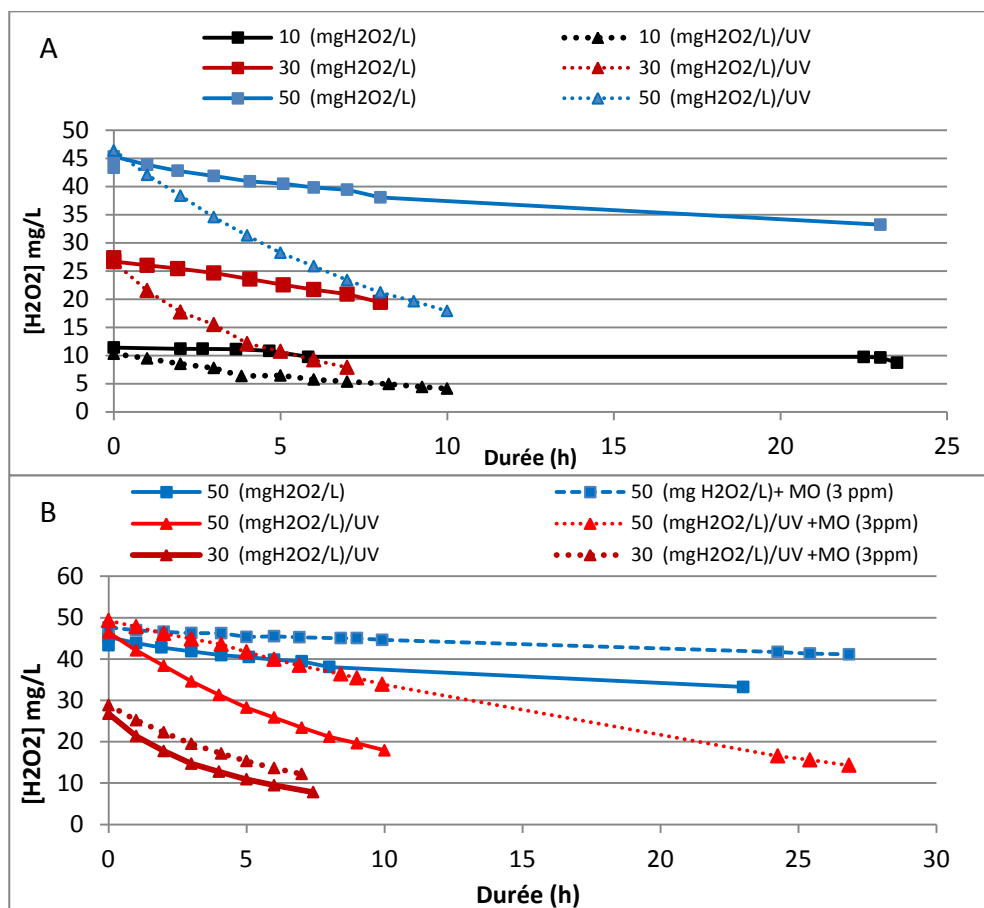 A
10 (mgH2O2/L)
10 (mgH2O2/L)/UV
30 (mgH2O2/L)
30 (mgH2O2/L)/UV
50 (mgH2O2/L)
50 (mgH2O2/L)/UV
50
45
40
35
30
25
20
15
10
5
0
[H2O2] mg/L
0 5 10 15 20 25
Durée (h)
B
50 (mgH2O2/L)
50 (mg H2O2/L)+ MO (3 ppm)
50 (mgH2O2/L)/UV
50 (mgH2O2/L)/UV +MO (3ppm)
30 (mgH2O2/L)/UV
30 (mgH2O2/L)/UV +MO (3ppm)
60
50
40
30
20
10
0
[H2O2] mg/L
0 5 10 15 20 25 30
Durée (h)